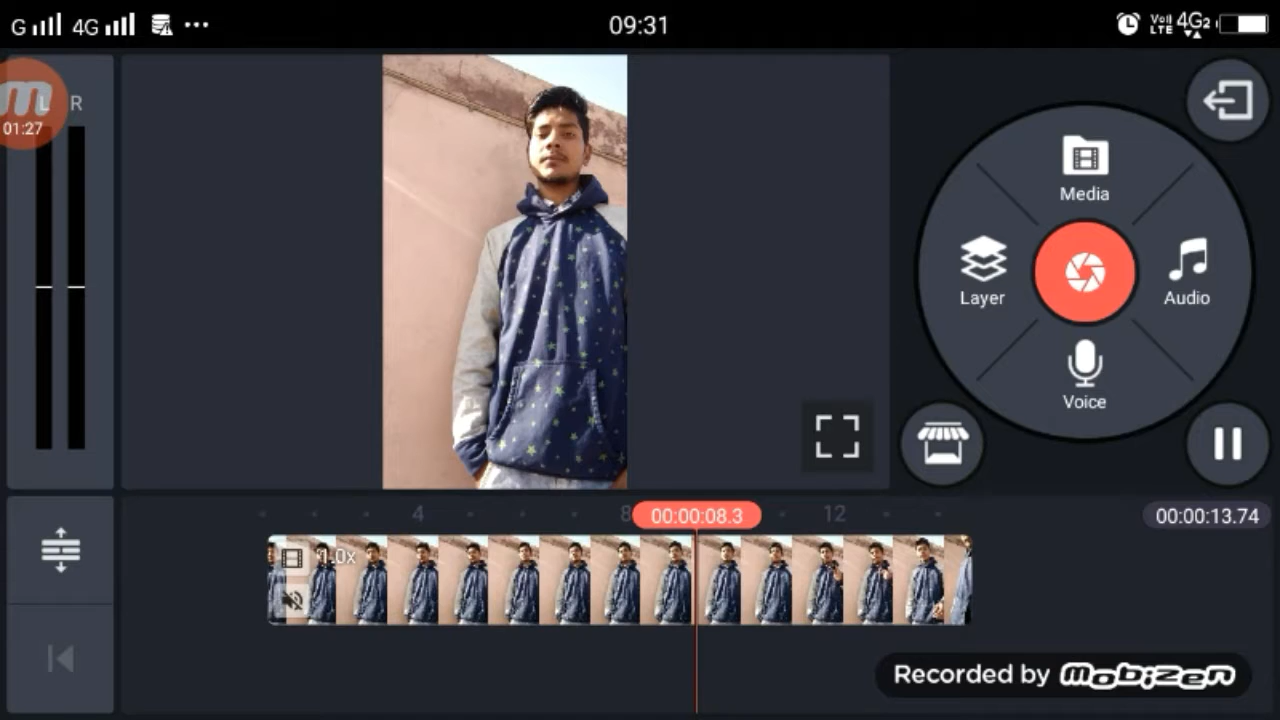 G 4G 09:31 VoLTE 4G2
L R
01:27
Media
Layer
Audio
Voice
4 8 00:00:08.3 12 00:00:13.74
1.0x
Recorded by mobizen